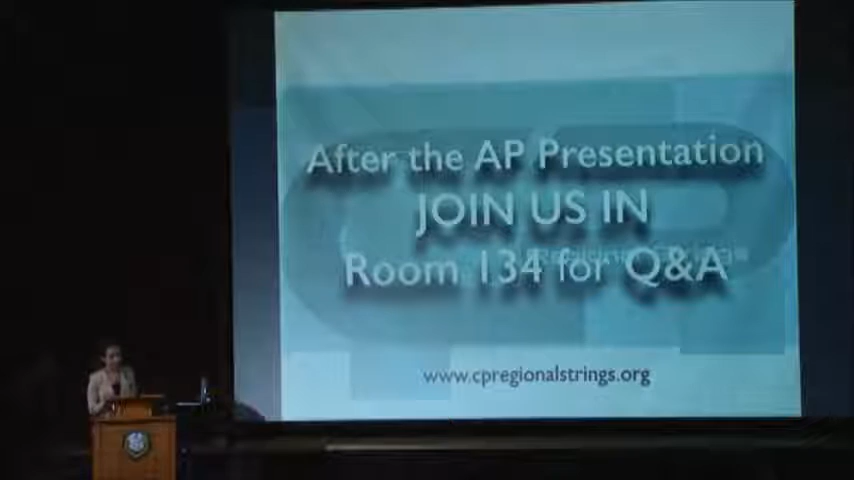 After the AP Presentation
JOIN US IN
Room 134 for Q&A
www.cpregionalstrings.org